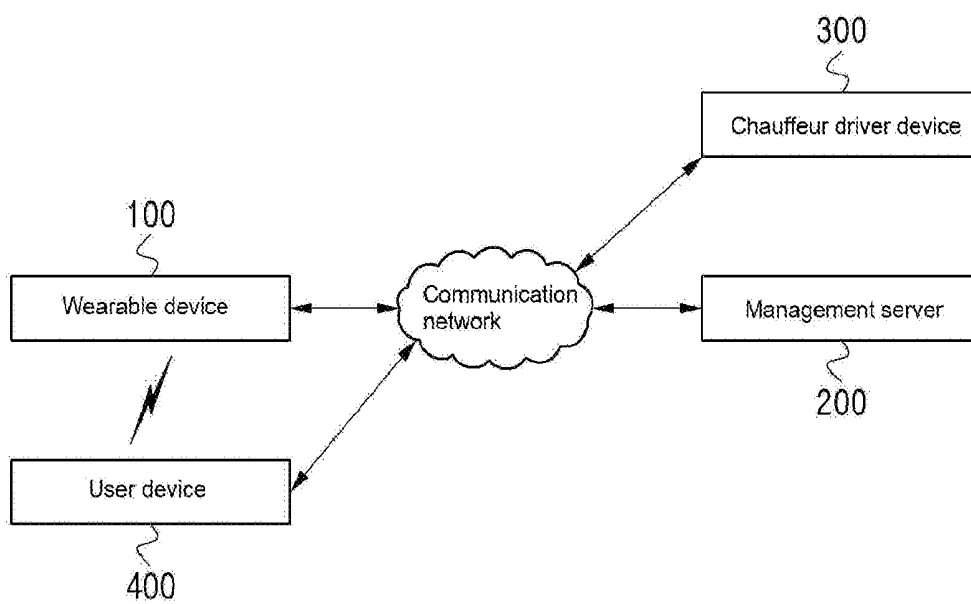 300
Chauffeur driver device
100
Wearable device
Communication
network
Management server
200
User device
400